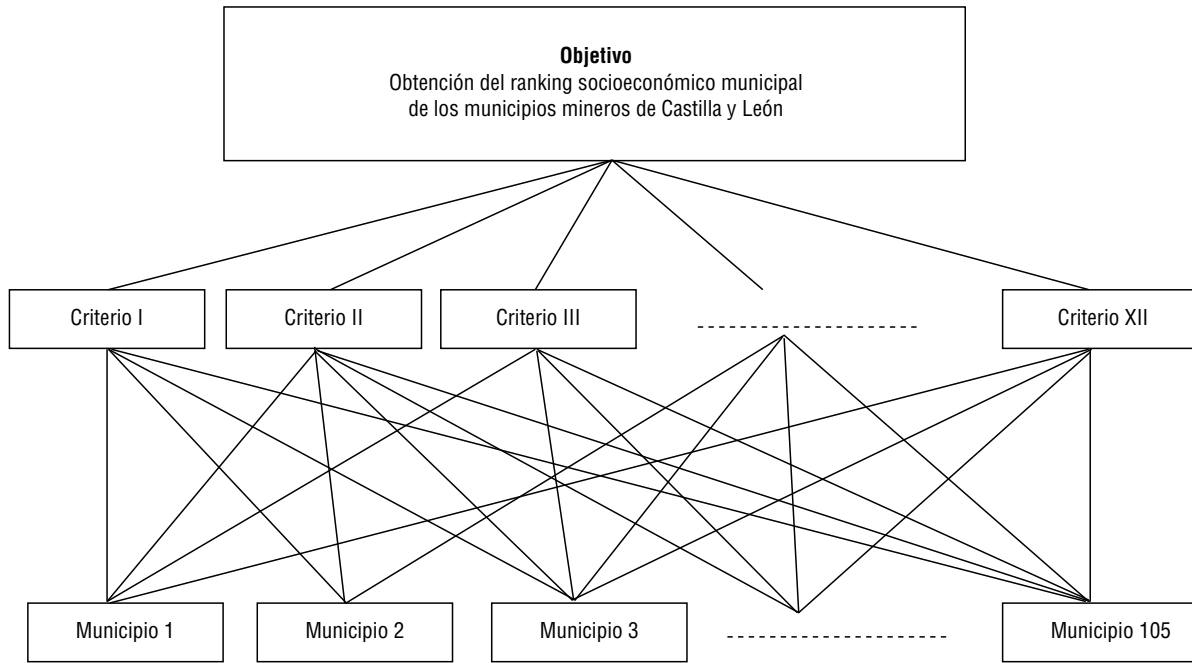 Objetivo
Obtención del ranking socioeconómico municipal
de los municipios mineros de Castilla y León
Criterio I
Criterio II
Criterio III
Criterio XII
Municipio 1
Municipio 2
Municipio 3
Municipio 105